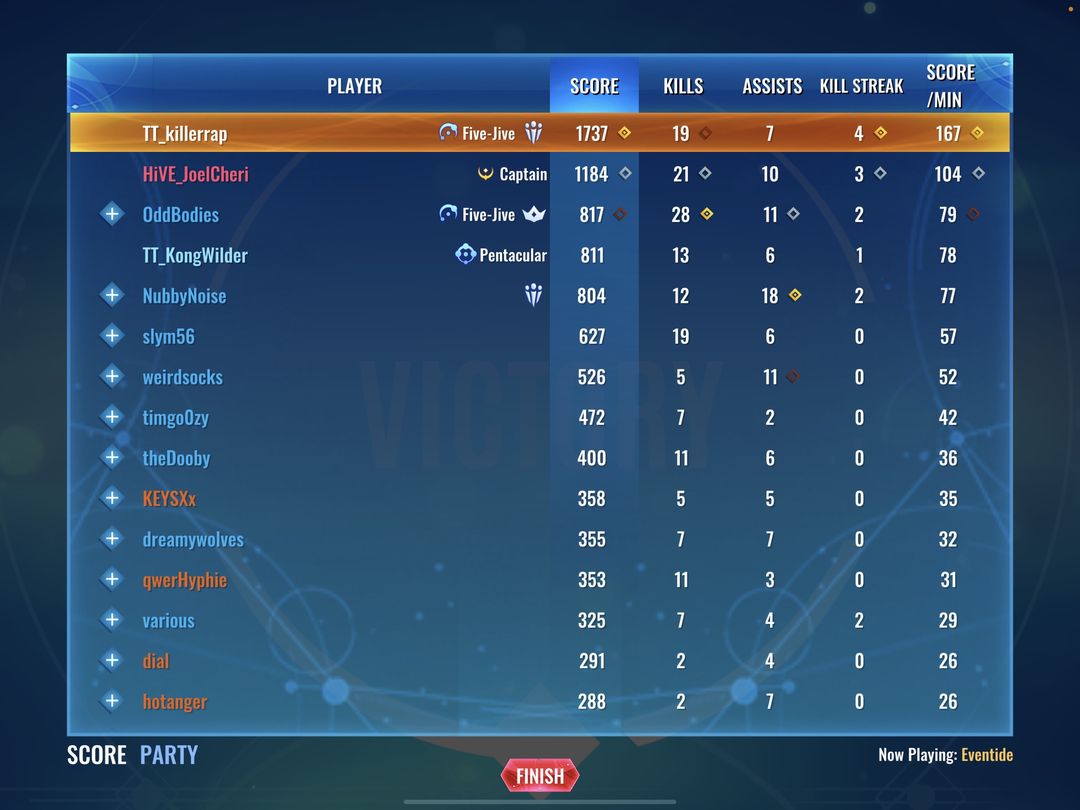 PLAYER SCORE KILLS ASSISTS KILL STREAK SCORE /MIN
TT_killerrap Five-Jive 1737 19 7 4 167
HiVE_JoelCheri Captain 1184 21 10 3 104
OddBodies Five-Jive 817 28 11 2 79
TT_KongWilder Pentacular 811 13 6 1 78
NubbyNoise 804 12 18 2 77
slym56 627 19 6 0 57
weirdsocks 526 5 11 0 52
timgo0zy 472 7 2 0 42
theDooby 400 11 6 0 36
KEYSXx 358 5 5 0 35
dreamywolves 355 7 7 0 32
qwerHyphie 353 11 3 0 31
various 325 7 4 2 29
dial 291 2 4 0 26
hotanger 288 2 7 0 26
VICTORY
SCORE PARTY Now Playing: Eventide
FINISH